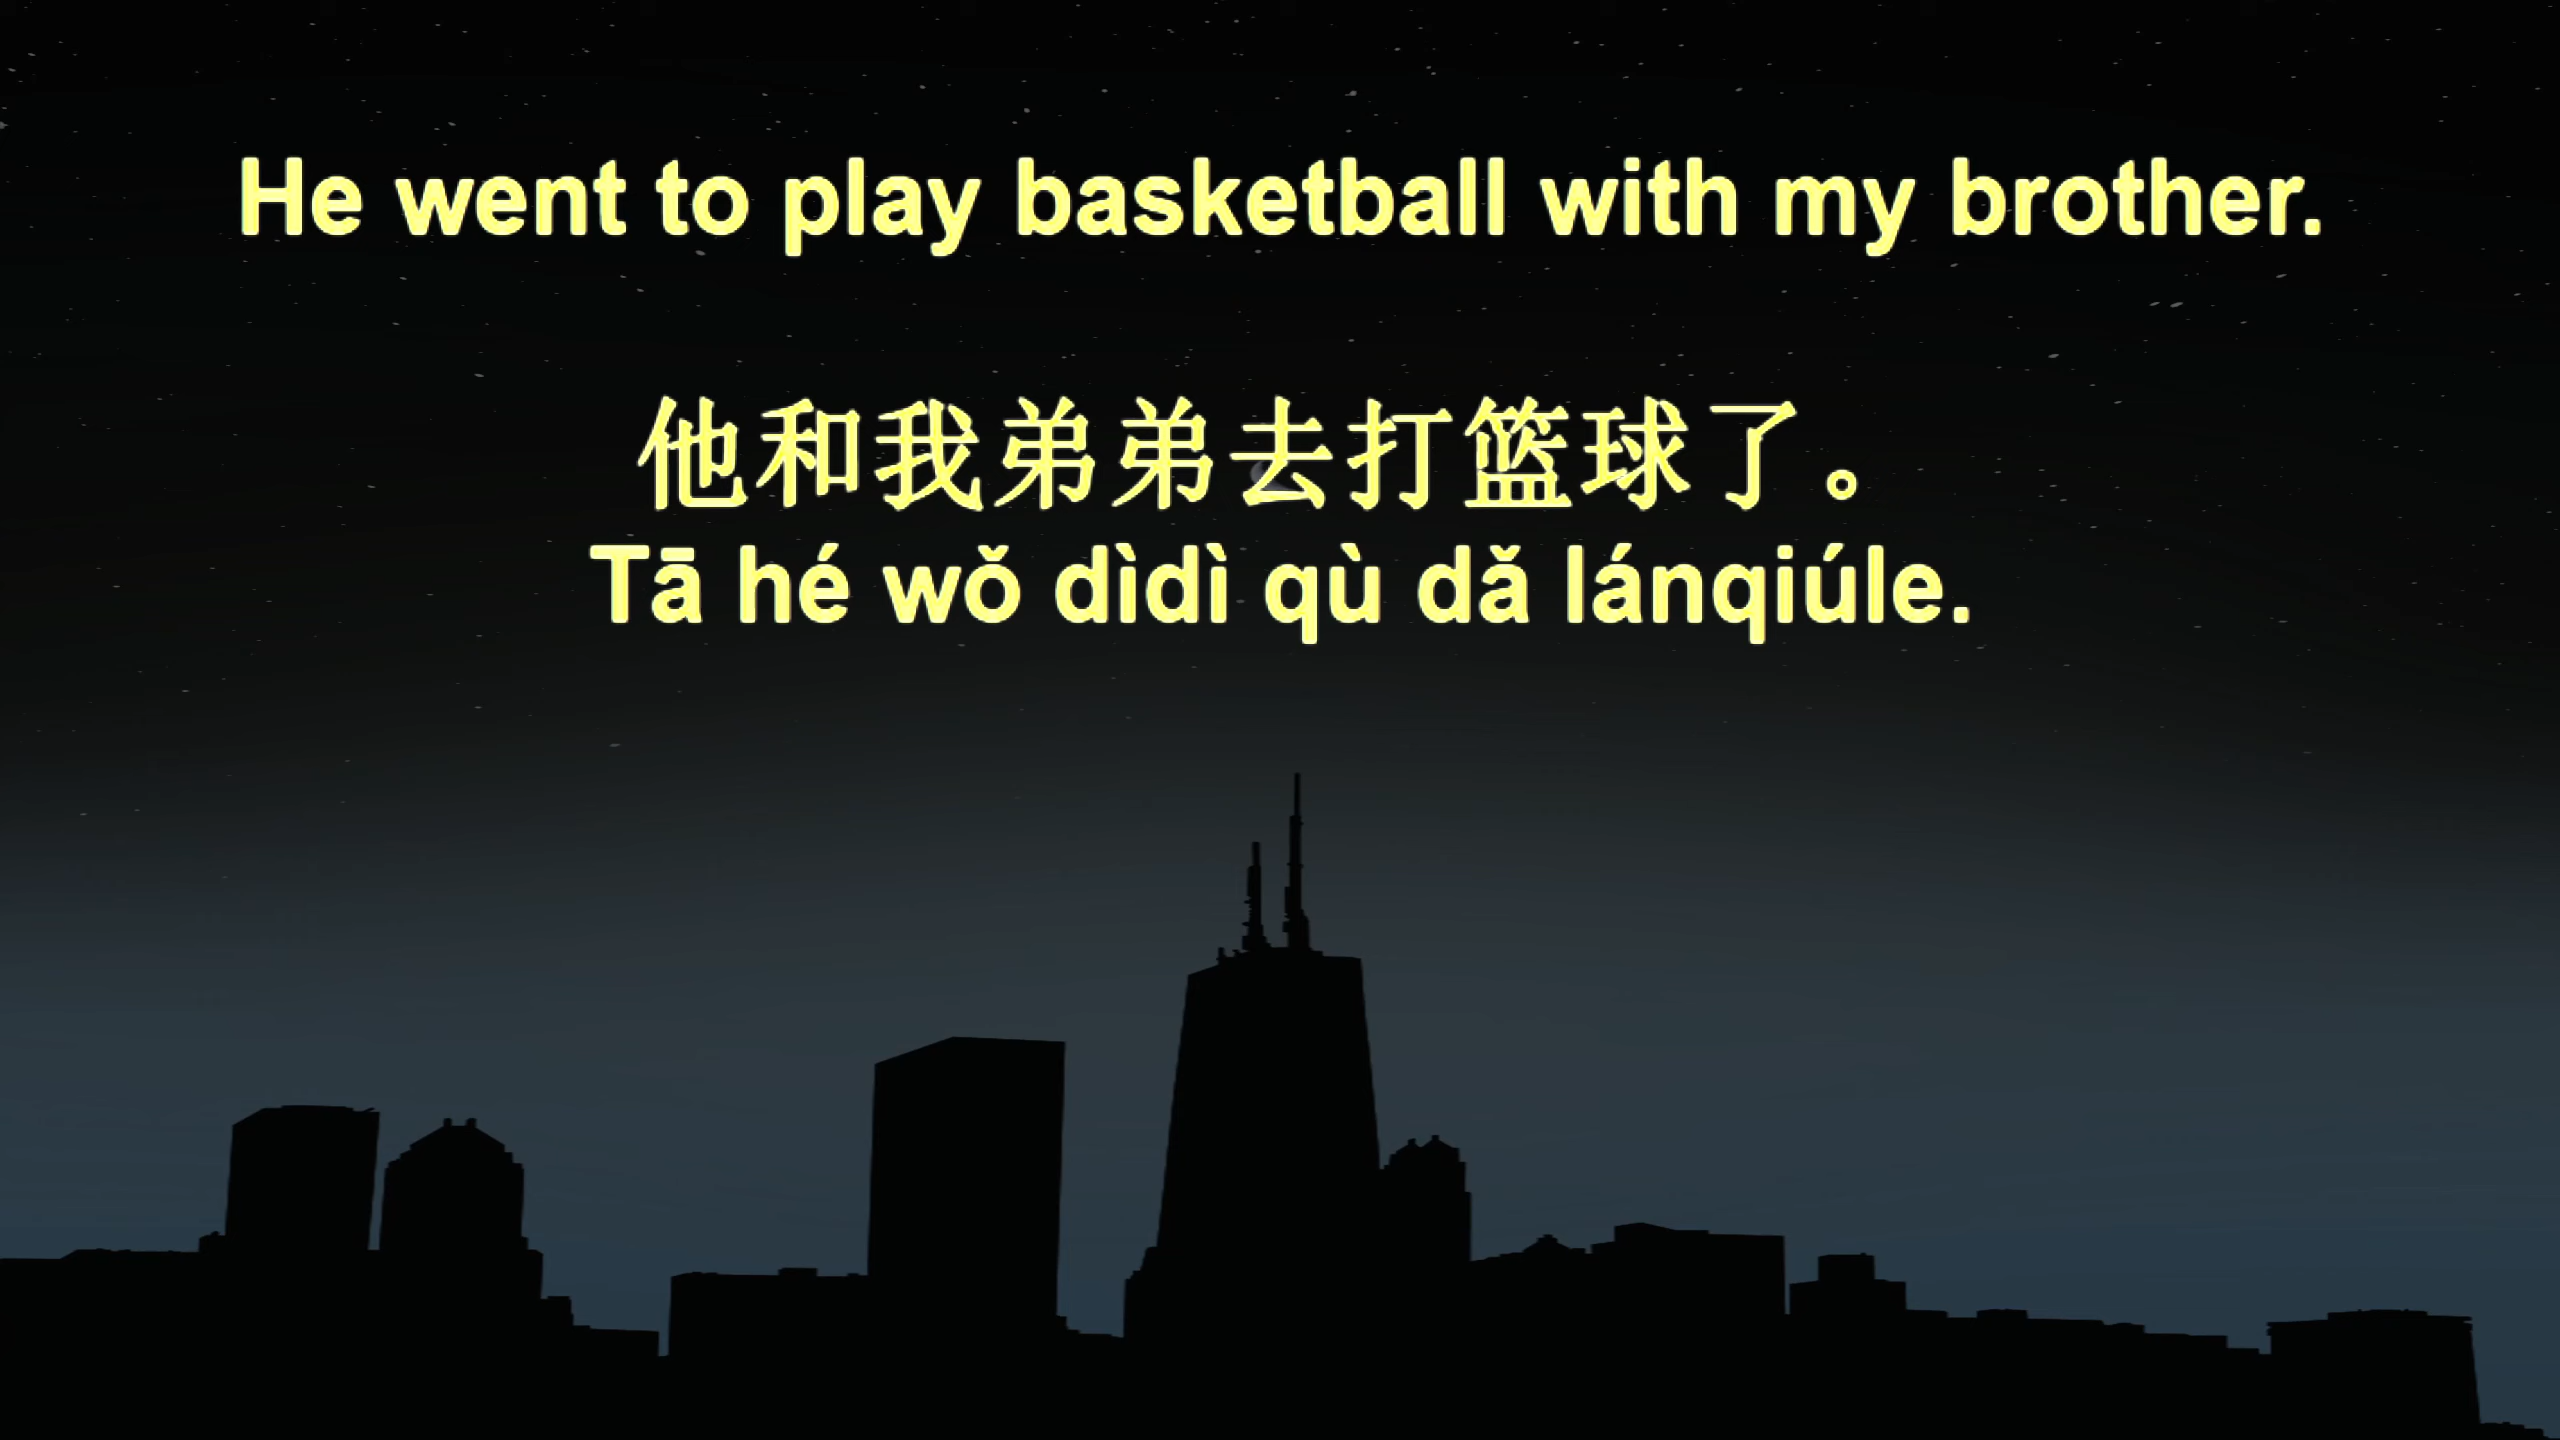 He went to play basketball with my brother.
他和我弟弟去打篮球了。
Tā hé wǒ dìdì qù dǎ lánqiúle.